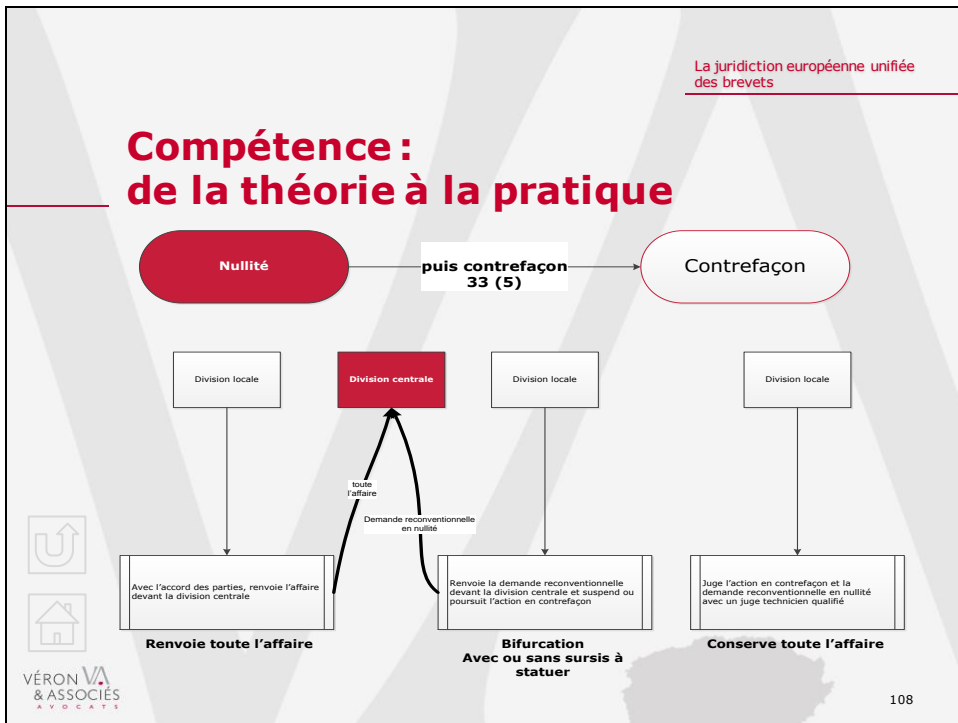 La juridiction européenne unifiée
des brevets
Compétence :
de la théorie à la pratique
Nullité
puis contrefaçon
33 (5)
Contrefaçon
Division locale
Division centrale
Division locale
Division locale
toute
l'affaire
Demande reconventionnelle
en nullité
Avec l'accord des parties, renvoie l'affaire
devant la division centrale
Renvoie la demande reconventionnelle
devant la division centrale et suspend ou
poursuit l'action en contrefaçon
Juge l'action en contrefaçon et la
demande reconventionnelle en nullité
avec un juge technicien qualifié
Renvoie toute l'affaire
Bifurcation
Avec ou sans sursis à
statuer
Conserve toute l'affaire
VÉRON VA
& ASSOCIÉS
AVOCATS
108